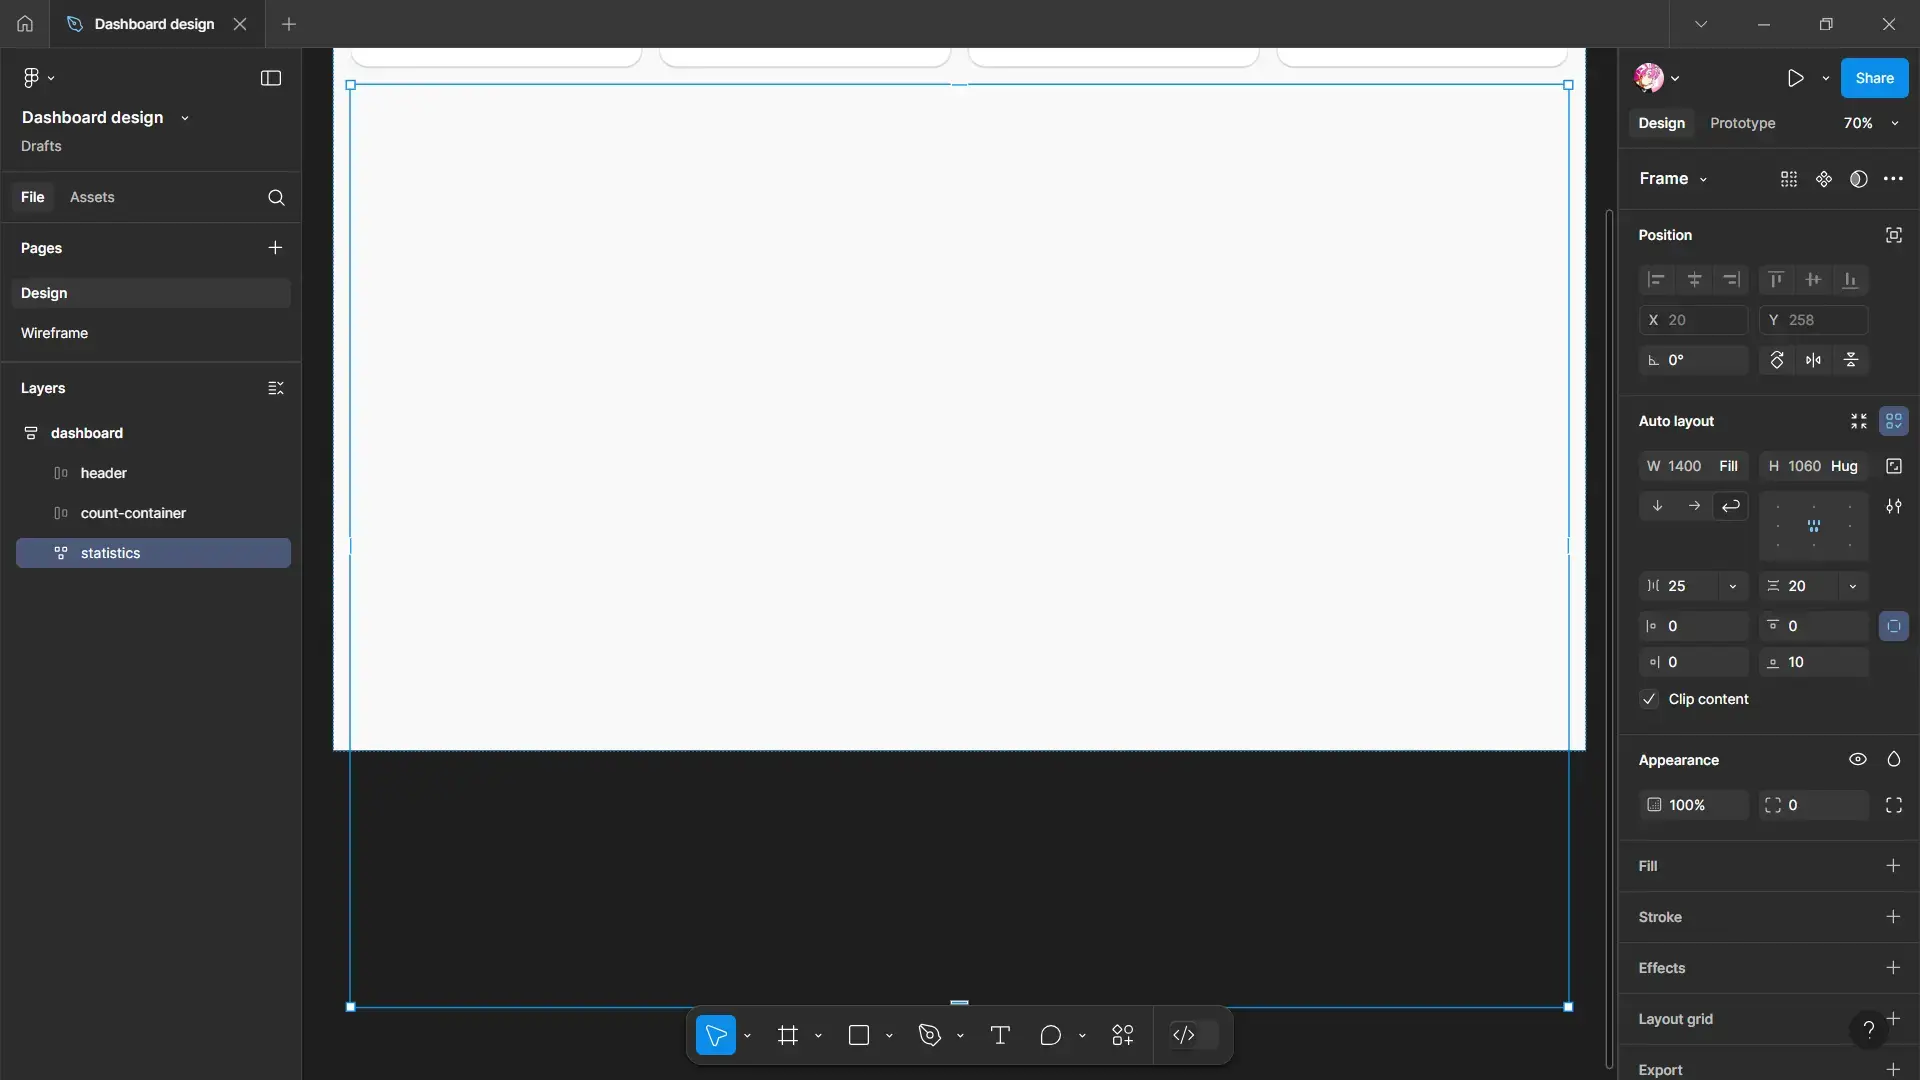 Dashboard design
Dashboard design
Drafts
File
Assets
Pages
Design
Wireframe
Layers
dashboard
header
count-container
statistics
Share
Design
Prototype
70%
Frame
Position
X 20
Y 258
0°
Auto layout
W 1400 Fill
H 1060 Hug
25
20
0
0
0
10
Clip content
Appearance
100%
0
Fill
Stroke
Effects
Layout grid
?
Export